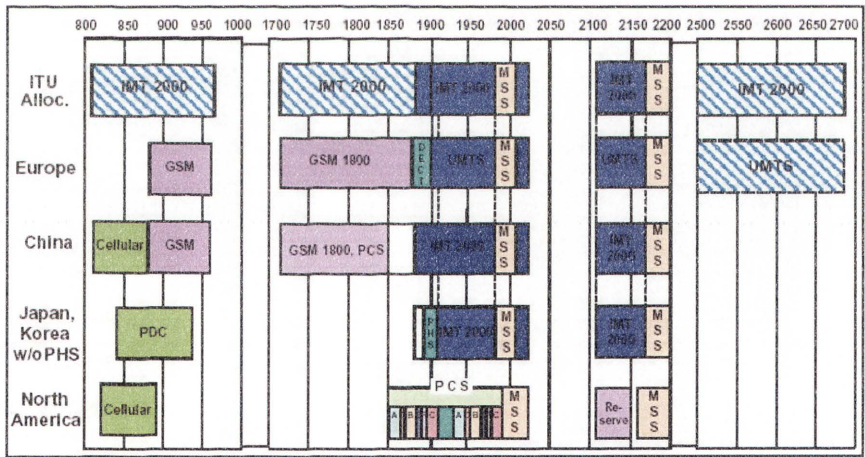 800 850 900 950 1000 1700 1750 1800 1850 1900 1950 2000 2050 2100 2150 2200 2500 2550 2600 2650 2700
ITU
Alloc.
IMT 2000
IMT 2000
IMT 2000
M
S
S
IMT
2000
M
S
S
IMT 2000
Europe
GSM
GSM 1800
D
E
C
T
UMTS
M
S
S
UMTS
M
S
S
UMTS
China
Cellular
GSM
GSM 1800, PCS
IMT 2000
M
S
S
IMT
2000
M
S
S
Japan,
Korea
w/o PHS
PDC
P
H
S
IMT 2000
M
S
S
IMT
2000
M
S
S
North
America
Cellular
PCS
A
B
C
A
B
C
M
S
S
Re-
serve
M
S
S